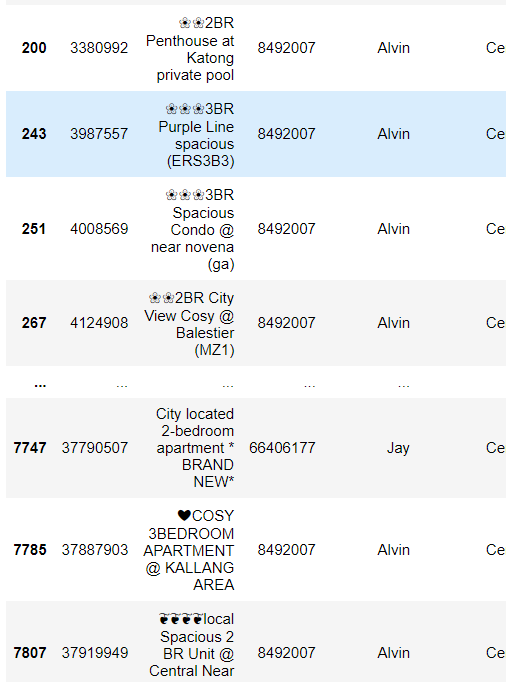 ❀❀2BR
Penthouse at
200 3380992 Katong 8492007 Alvin Ce
private pool
❀❀❀3BR
Purple Line
243 3987557 spacious 8492007 Alvin Ce
(ERS3B3)
❀❀❀3BR
Spacious
251 4008569 Condo @ 8492007 Alvin Ce
near novena
(ga)
❀❀2BR City
View Cosy @
267 4124908 Balestier 8492007 Alvin Ce
(MZ1)
... ... ... ... ...
City located
2-bedroom
7747 37790507 apartment * 66406177 Jay Ce
BRAND
NEW*
♥COSY
3BEDROOM
7785 37887903 APARTMENT 8492007 Alvin Ce
@ KALLANG
AREA
❦❦❦❦local
Spacious 2
7807 37919949 BR Unit @ 8492007 Alvin Ce
Central Near